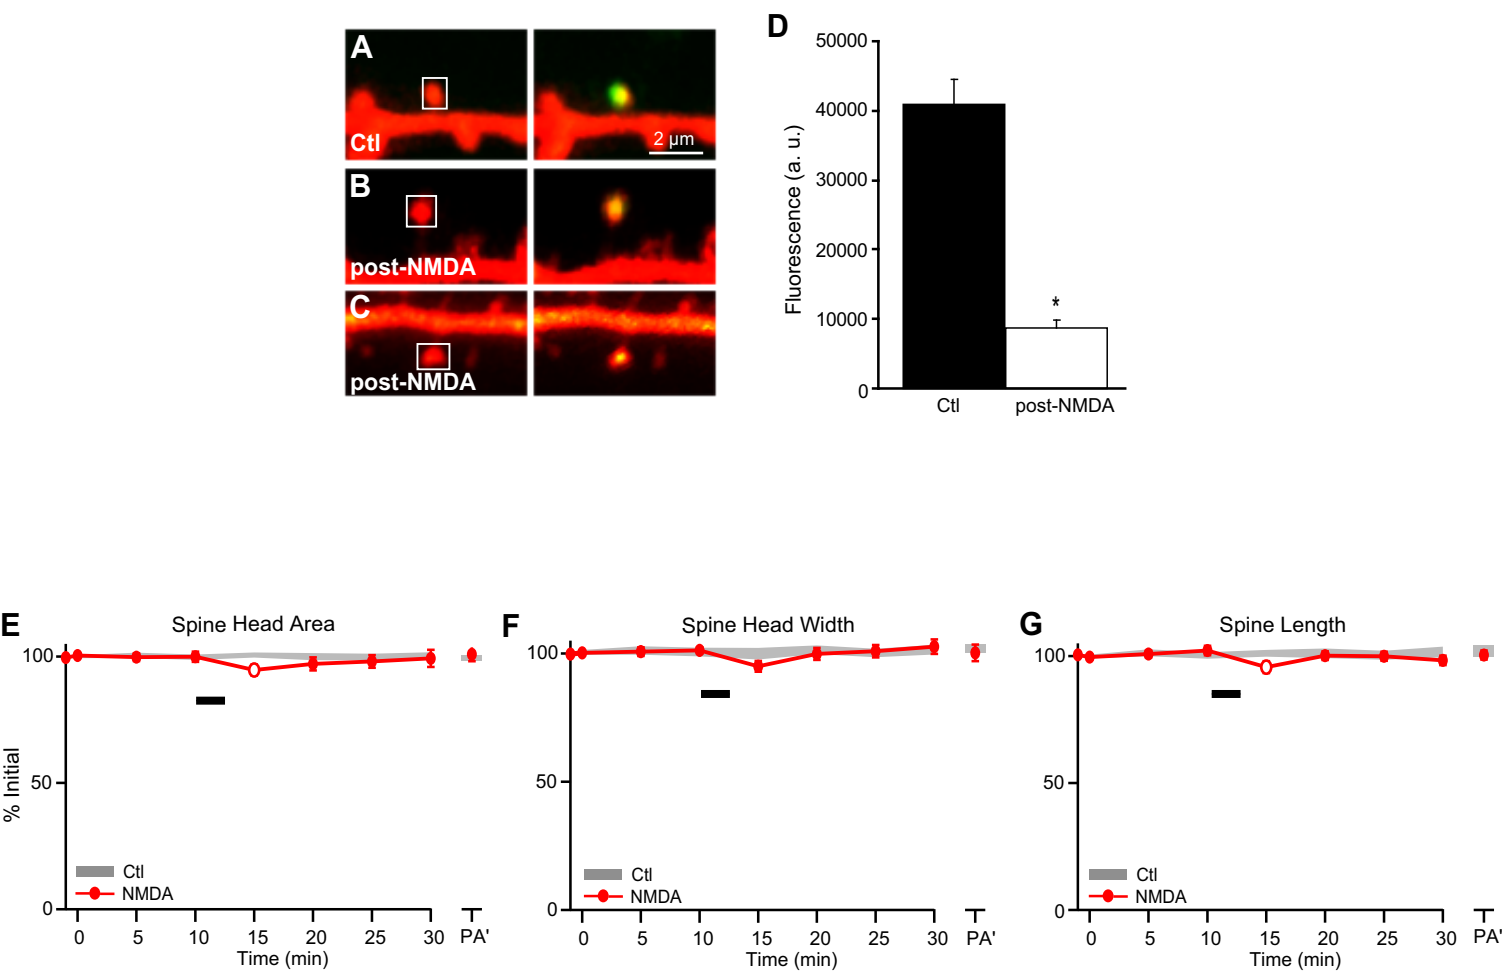 A
Ctl
2 µm
B
post-NMDA
C
post-NMDA
D
50000
40000
30000
20000
10000
0
Fluorescence (a. u.)
*
Ctl
post-NMDA
E
Spine Head Area
100
50
0
% Initial
Ctl
NMDA
0 5 10 15 20 25 30 PA'
Time (min)
F
Spine Head Width
100
50
0
Ctl
NMDA
0 5 10 15 20 25 30 PA'
Time (min)
G
Spine Length
100
50
0
Ctl
NMDA
0 5 10 15 20 25 30 PA'
Time (min)